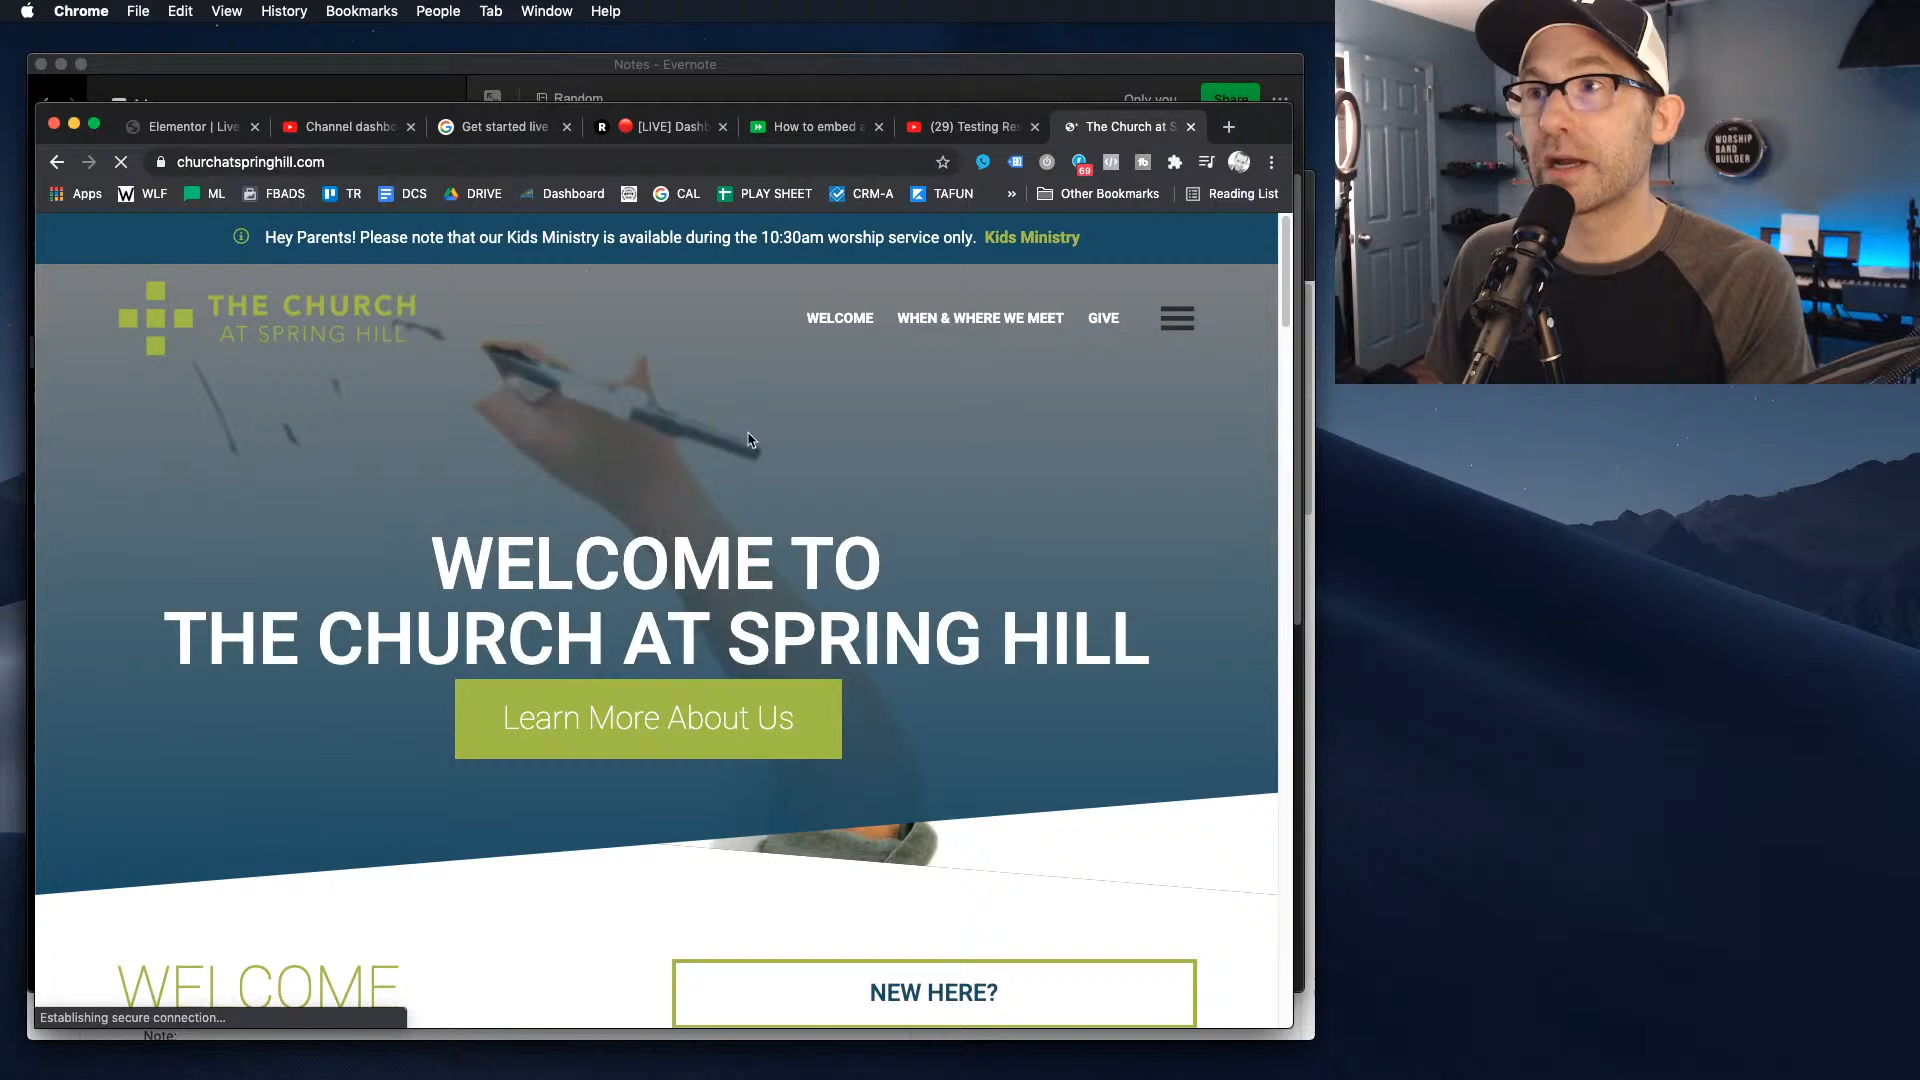 Chrome File Edit View History Bookmarks People Tab Window Help
Notes - Evernote
Random
Only you
Share
Elementor | Live
Channel dashbo
Get started live
[LIVE] Dash
How to embed a
(29) Testing Re
The Church at S
churchatspringhill.com
69
Apps WLF ML FBADS TR DCS DRIVE Dashboard CAL PLAY SHEET CRM-A TAFUN » Other Bookmarks Reading List
Hey Parents! Please note that our Kids Ministry is available during the 10:30am worship service only. Kids Ministry
THE CHURCH
AT SPRING HILL
WELCOME WHEN & WHERE WE MEET GIVE
WELCOME TO
THE CHURCH AT SPRING HILL
Learn More About Us
WELCOME
NEW HERE?
Establishing secure connection...
Note:
WORSHIP
BAND
BUILDER